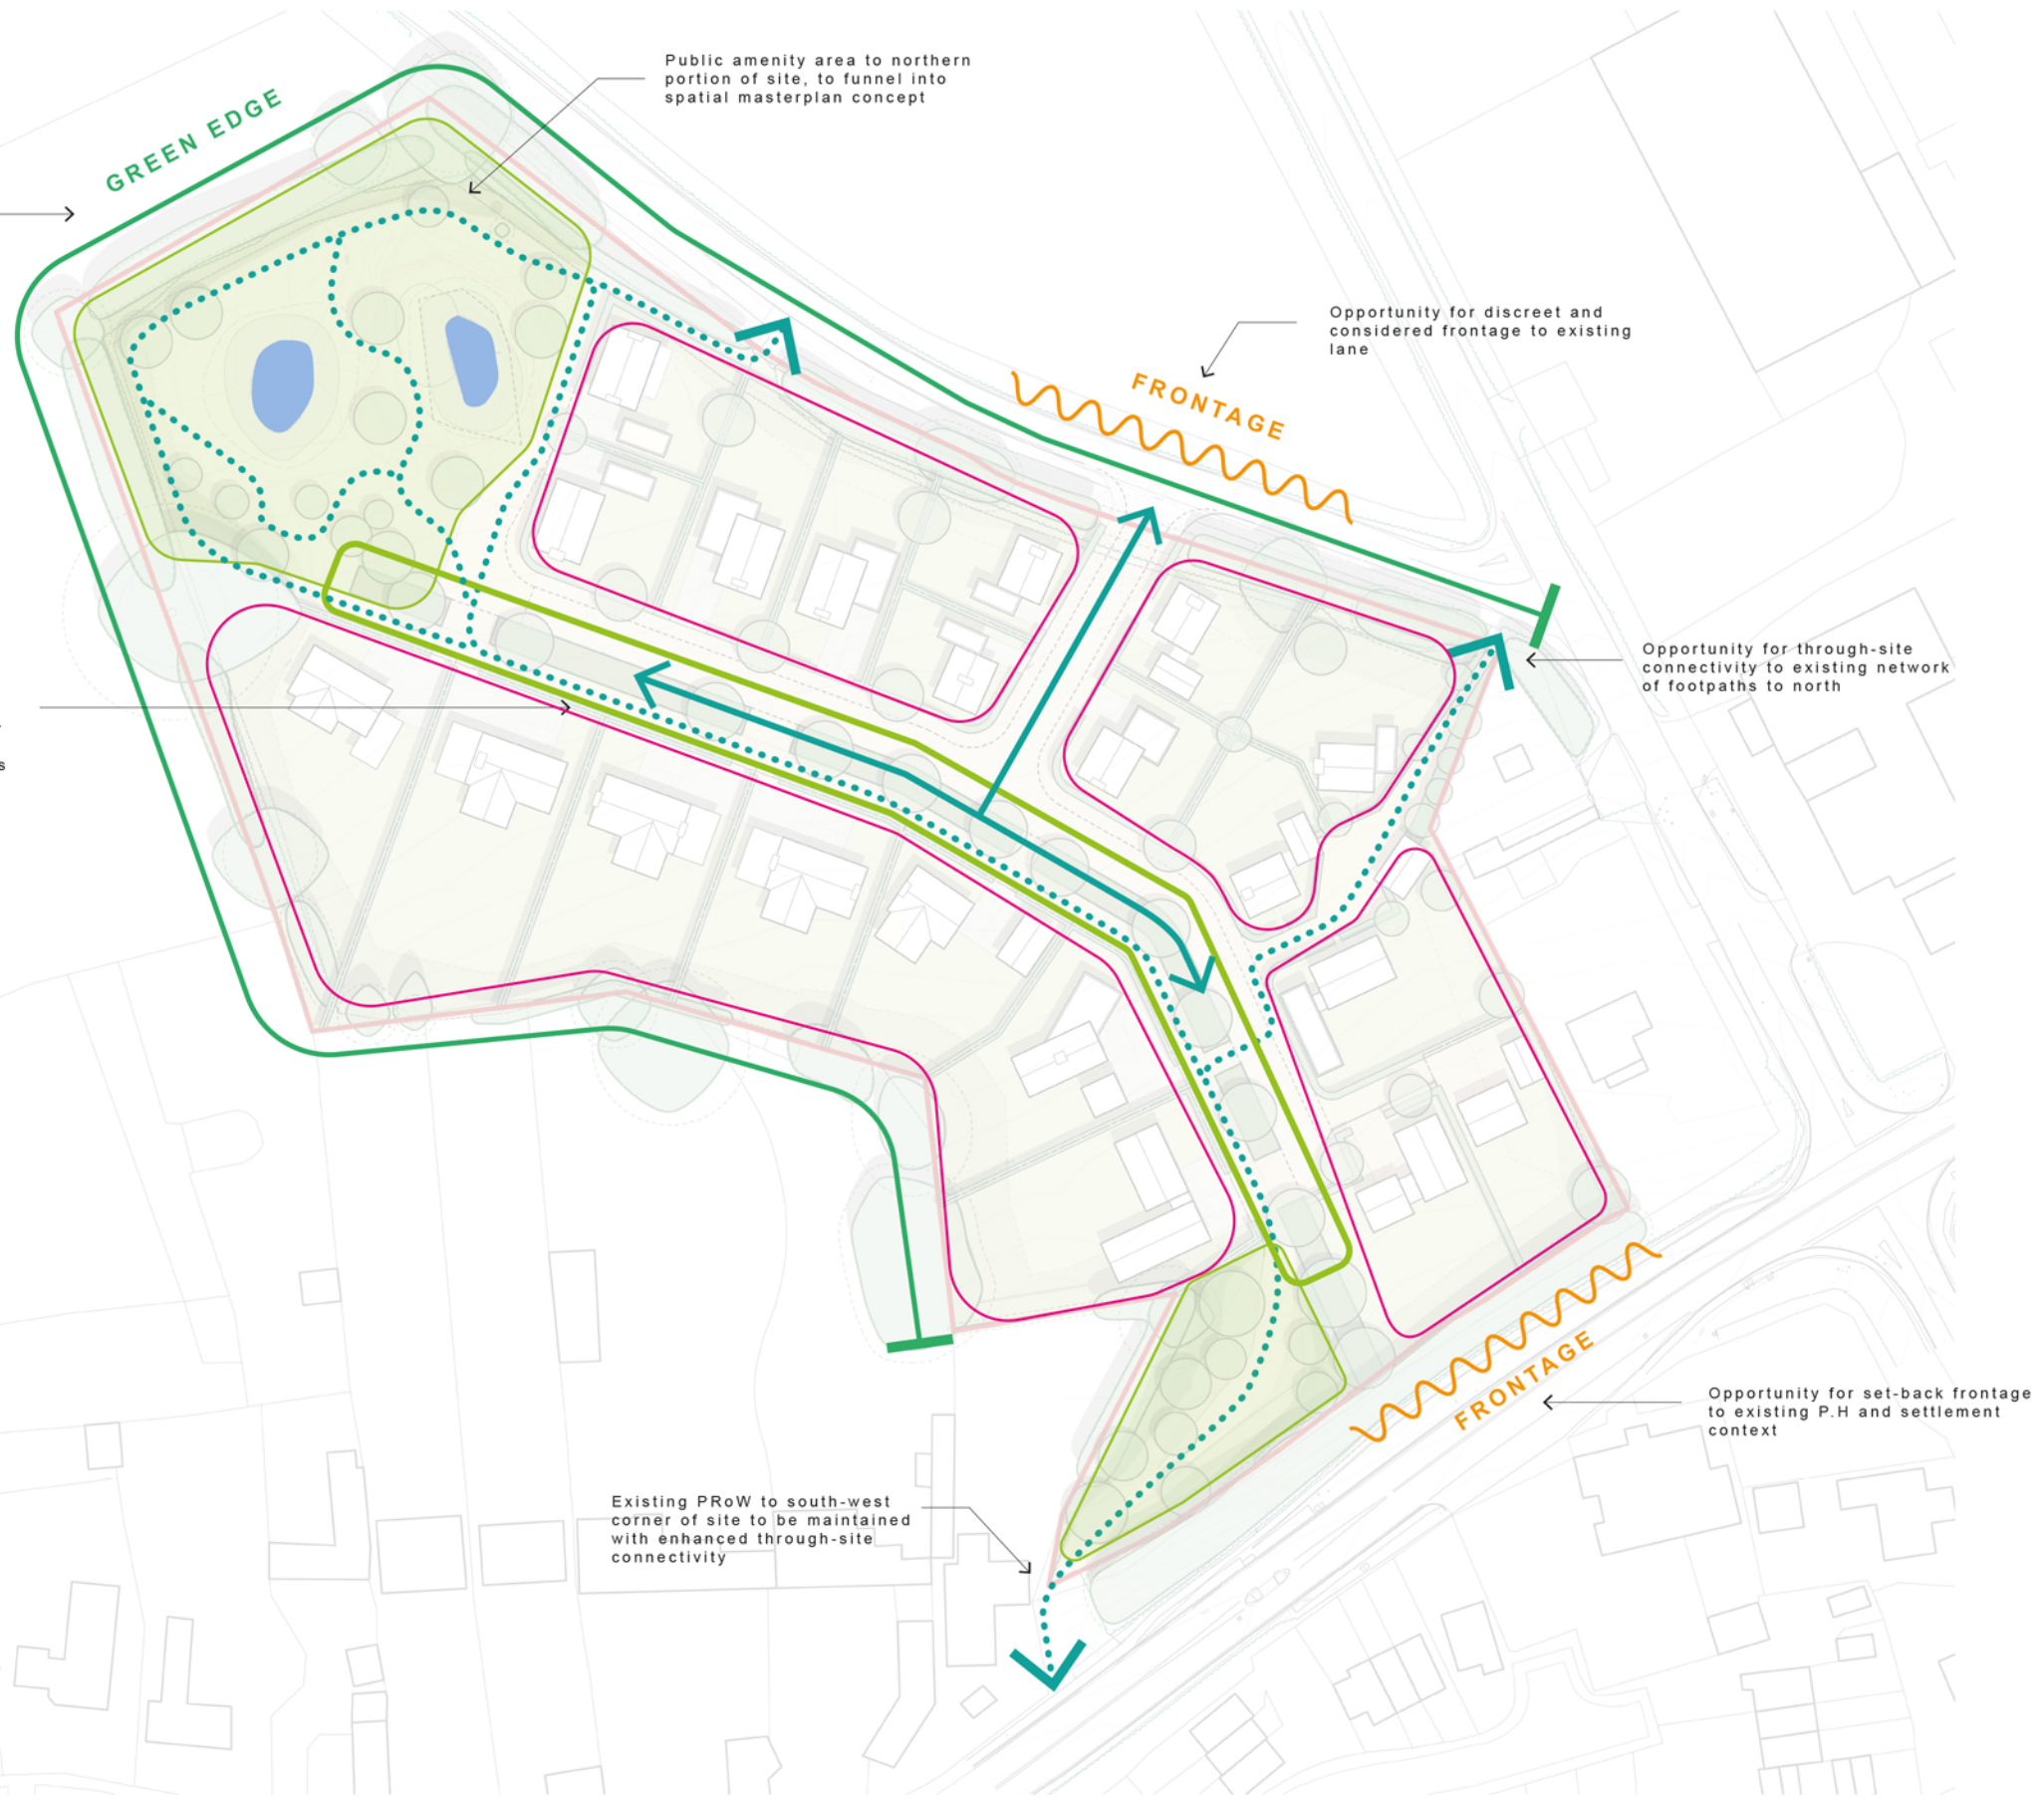 Public amenity area to northern
portion of site, to funnel into
spatial masterplan concept
GREEN EDGE
Opportunity for discreet and
considered frontage to existing
lane
FRONTAGE
Opportunity for through-site
connectivity to existing network
of footpaths to north
s
Opportunity for set-back frontage
to existing P.H and settlement
context
FRONTAGE
Existing PRoW to south-west
corner of site to be maintained
with enhanced through-site
connectivity